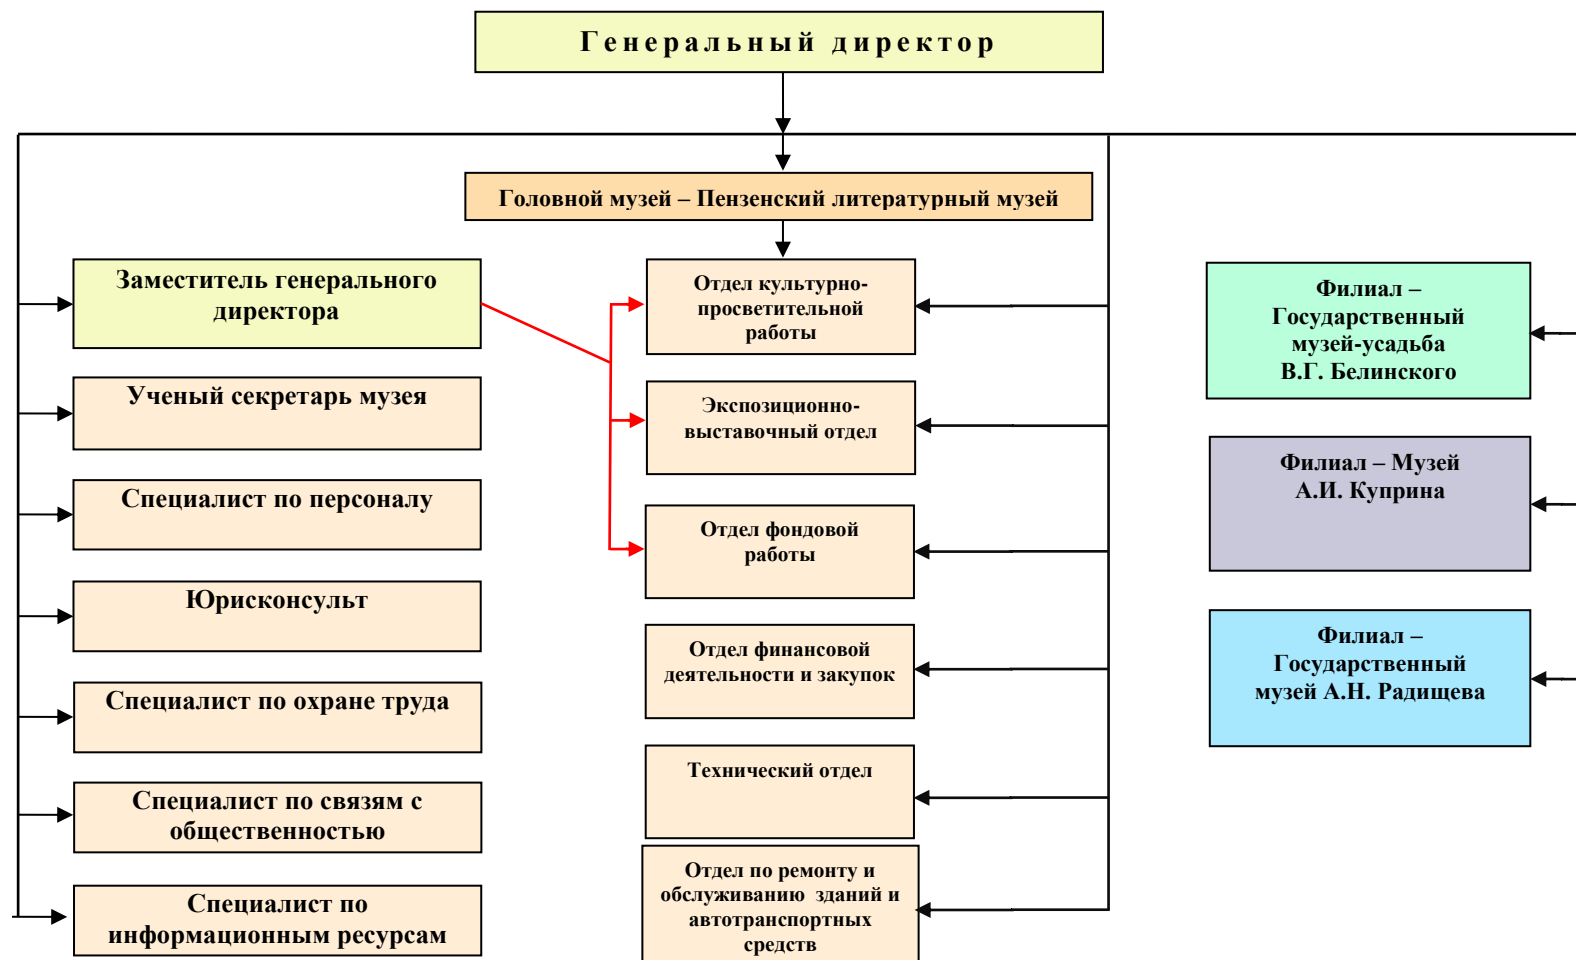 Генеральный директор
Головной музей – Пензенский литературный музей
Заместитель генерального
директора
Ученый секретарь музея
Специалист по персоналу
Юрисконсульт
Специалист по охране труда
Специалист по связям с
общественностью
Специалист по
информационным ресурсам
Отдел культурно-
просветительной
работы
Экспозиционно-
выставочный отдел
Отдел фондовой
работы
Отдел финансовой
деятельности и закупок
Технический отдел
Отдел по ремонту и
обслуживанию зданий и
автотранспортных
средств
Филиал –
Государственный
музей-усадьба
В.Г. Белинского
Филиал – Музей
А.И. Куприна
Филиал –
Государственный
музей А.Н. Радищева